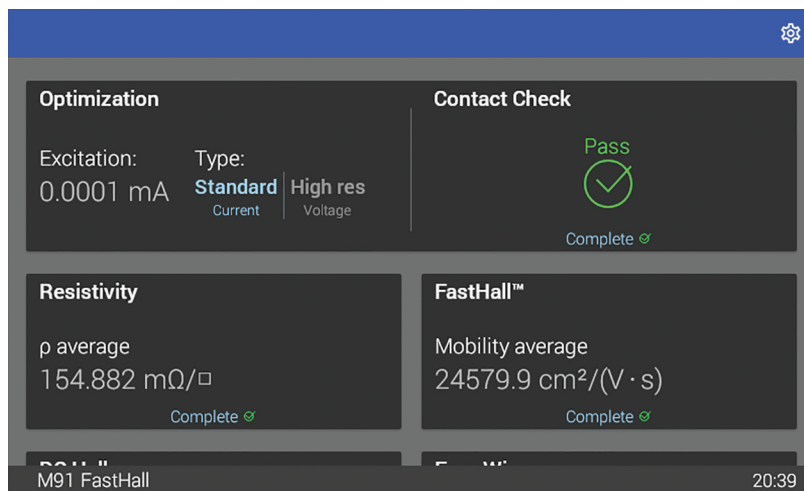 Optimization
Excitation:
0.0001 mA
Type:
Standard
Current
High res
Voltage
Contact Check
Pass
Complete
Resistivity
ρ average
154.882 mΩ/□
Complete
FastHall™
Mobility average
24579.9 cm²/(V · s)
Complete
M91 FastHall
20:39